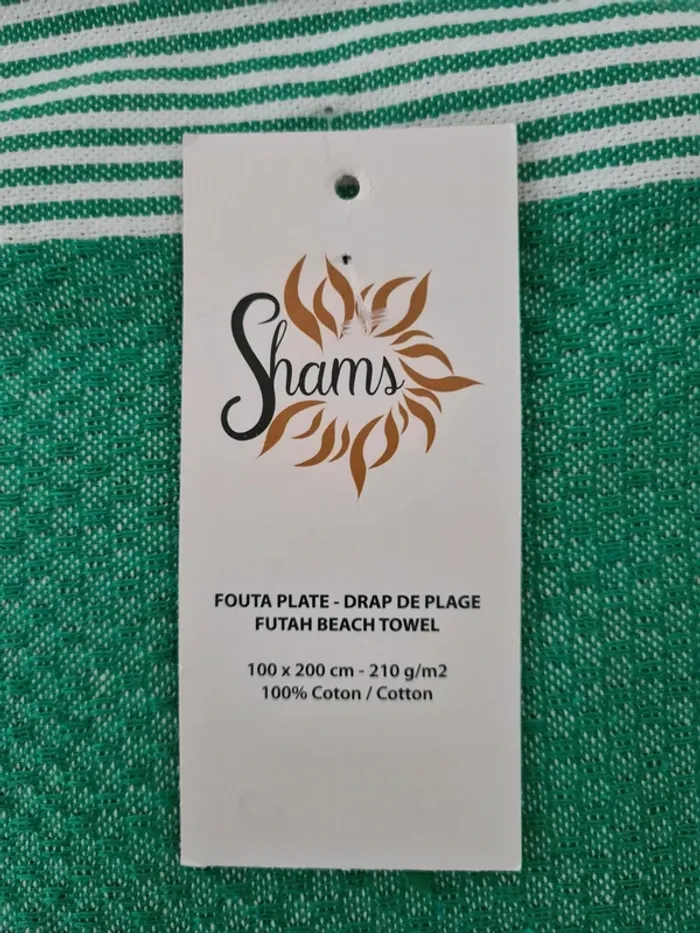 Shams
FOUTA PLATE - DRAP DE PLAGE
FUTAH BEACH TOWEL
100 x 200 cm - 210 g/m2
100% Coton / Cotton